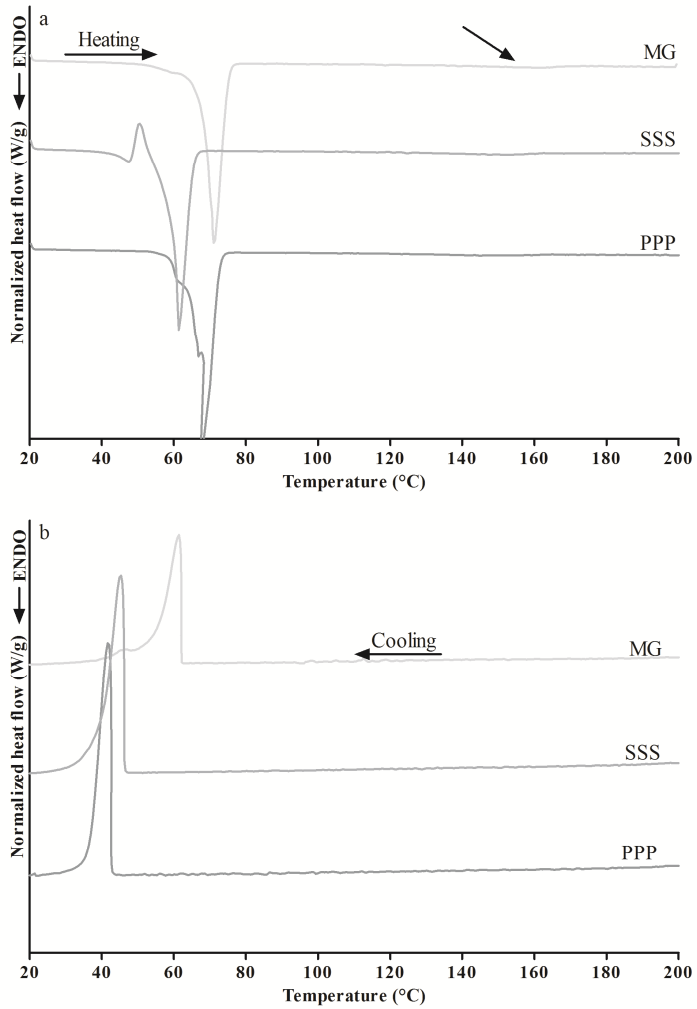 a
Heating
MG
SSS
PPP
Normalized heat flow (W/g) ENDO
20 40 60 80 100 120 140 160 180 200
Temperature (°C)
b
Cooling
MG
SSS
PPP
Normalized heat flow (W/g) ENDO
20 40 60 80 100 120 140 160 180 200
Temperature (°C)